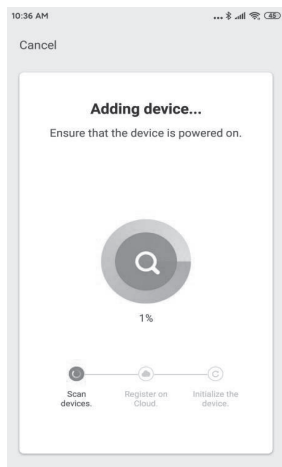 10:36 AM
... 45
Cancel
Adding device...
Ensure that the device is powered on.
1%
Scan
devices.
Register on
Cloud.
Initialize the
device.